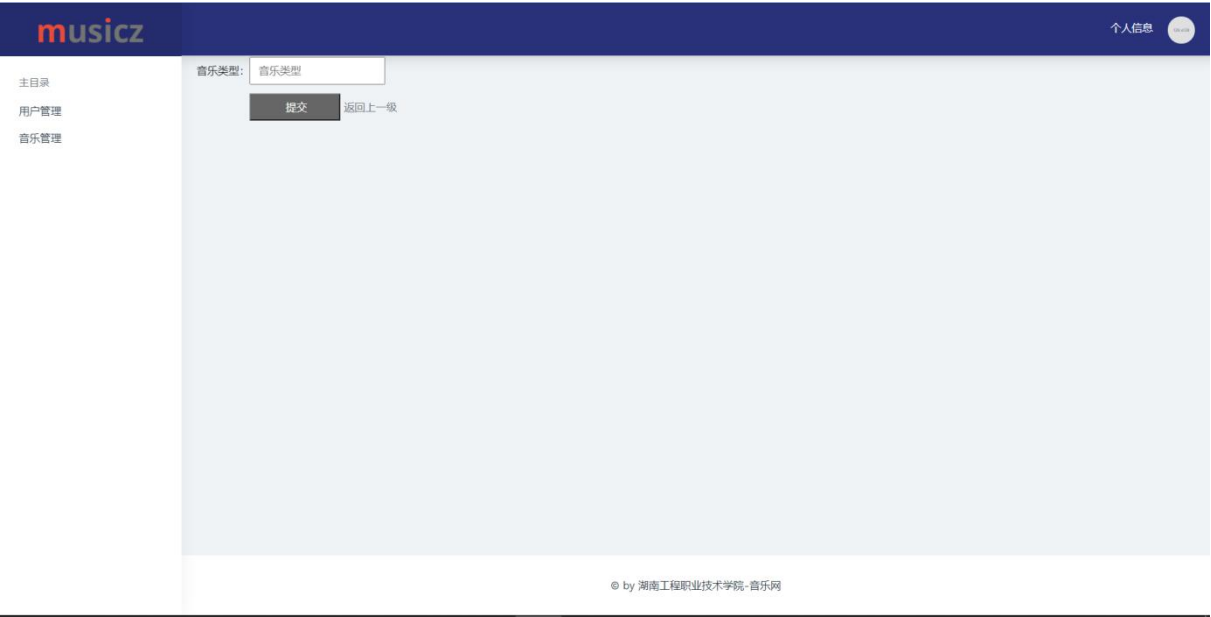 musicz
个人信息
主目录
用户管理
音乐管理
音乐类型: 音乐类型
提交 返回上一级
© by 湖南工程职业技术学院-音乐网